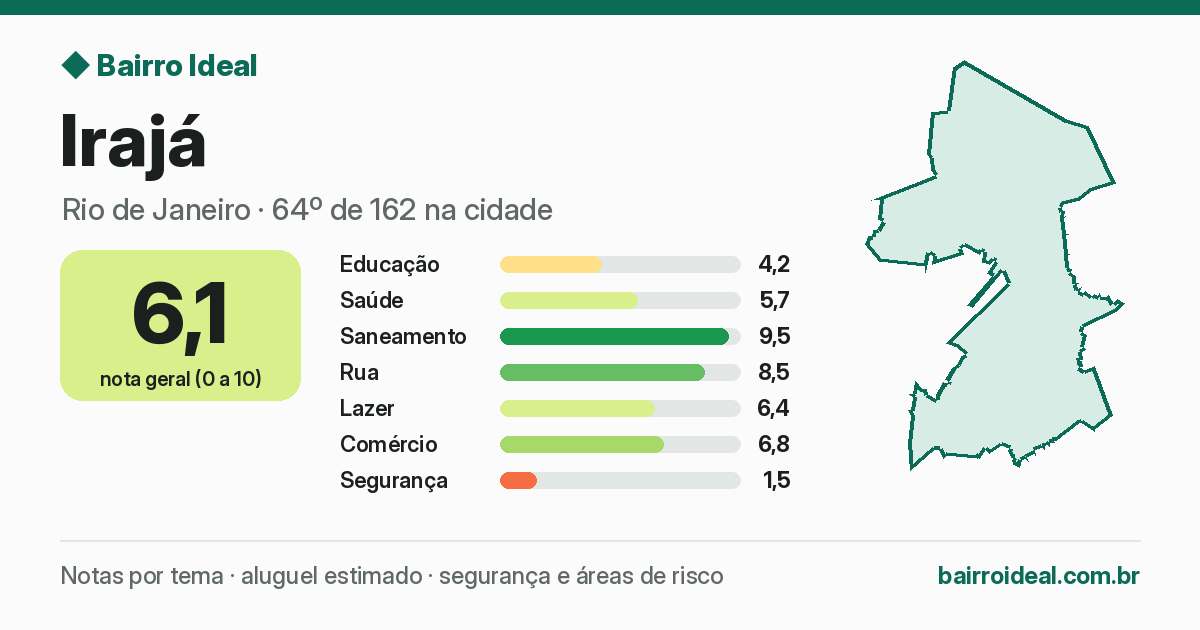 Bairro Ideal
Irajá
Rio de Janeiro · 64º de 162 na cidade
6,1
nota geral (0 a 10)
Educação 4,2
Saúde 5,7
Saneamento 9,5
Rua 8,5
Lazer 6,4
Comércio 6,8
Segurança 1,5
Notas por tema · aluguel estimado · segurança e áreas de risco
bairroideal.com.br